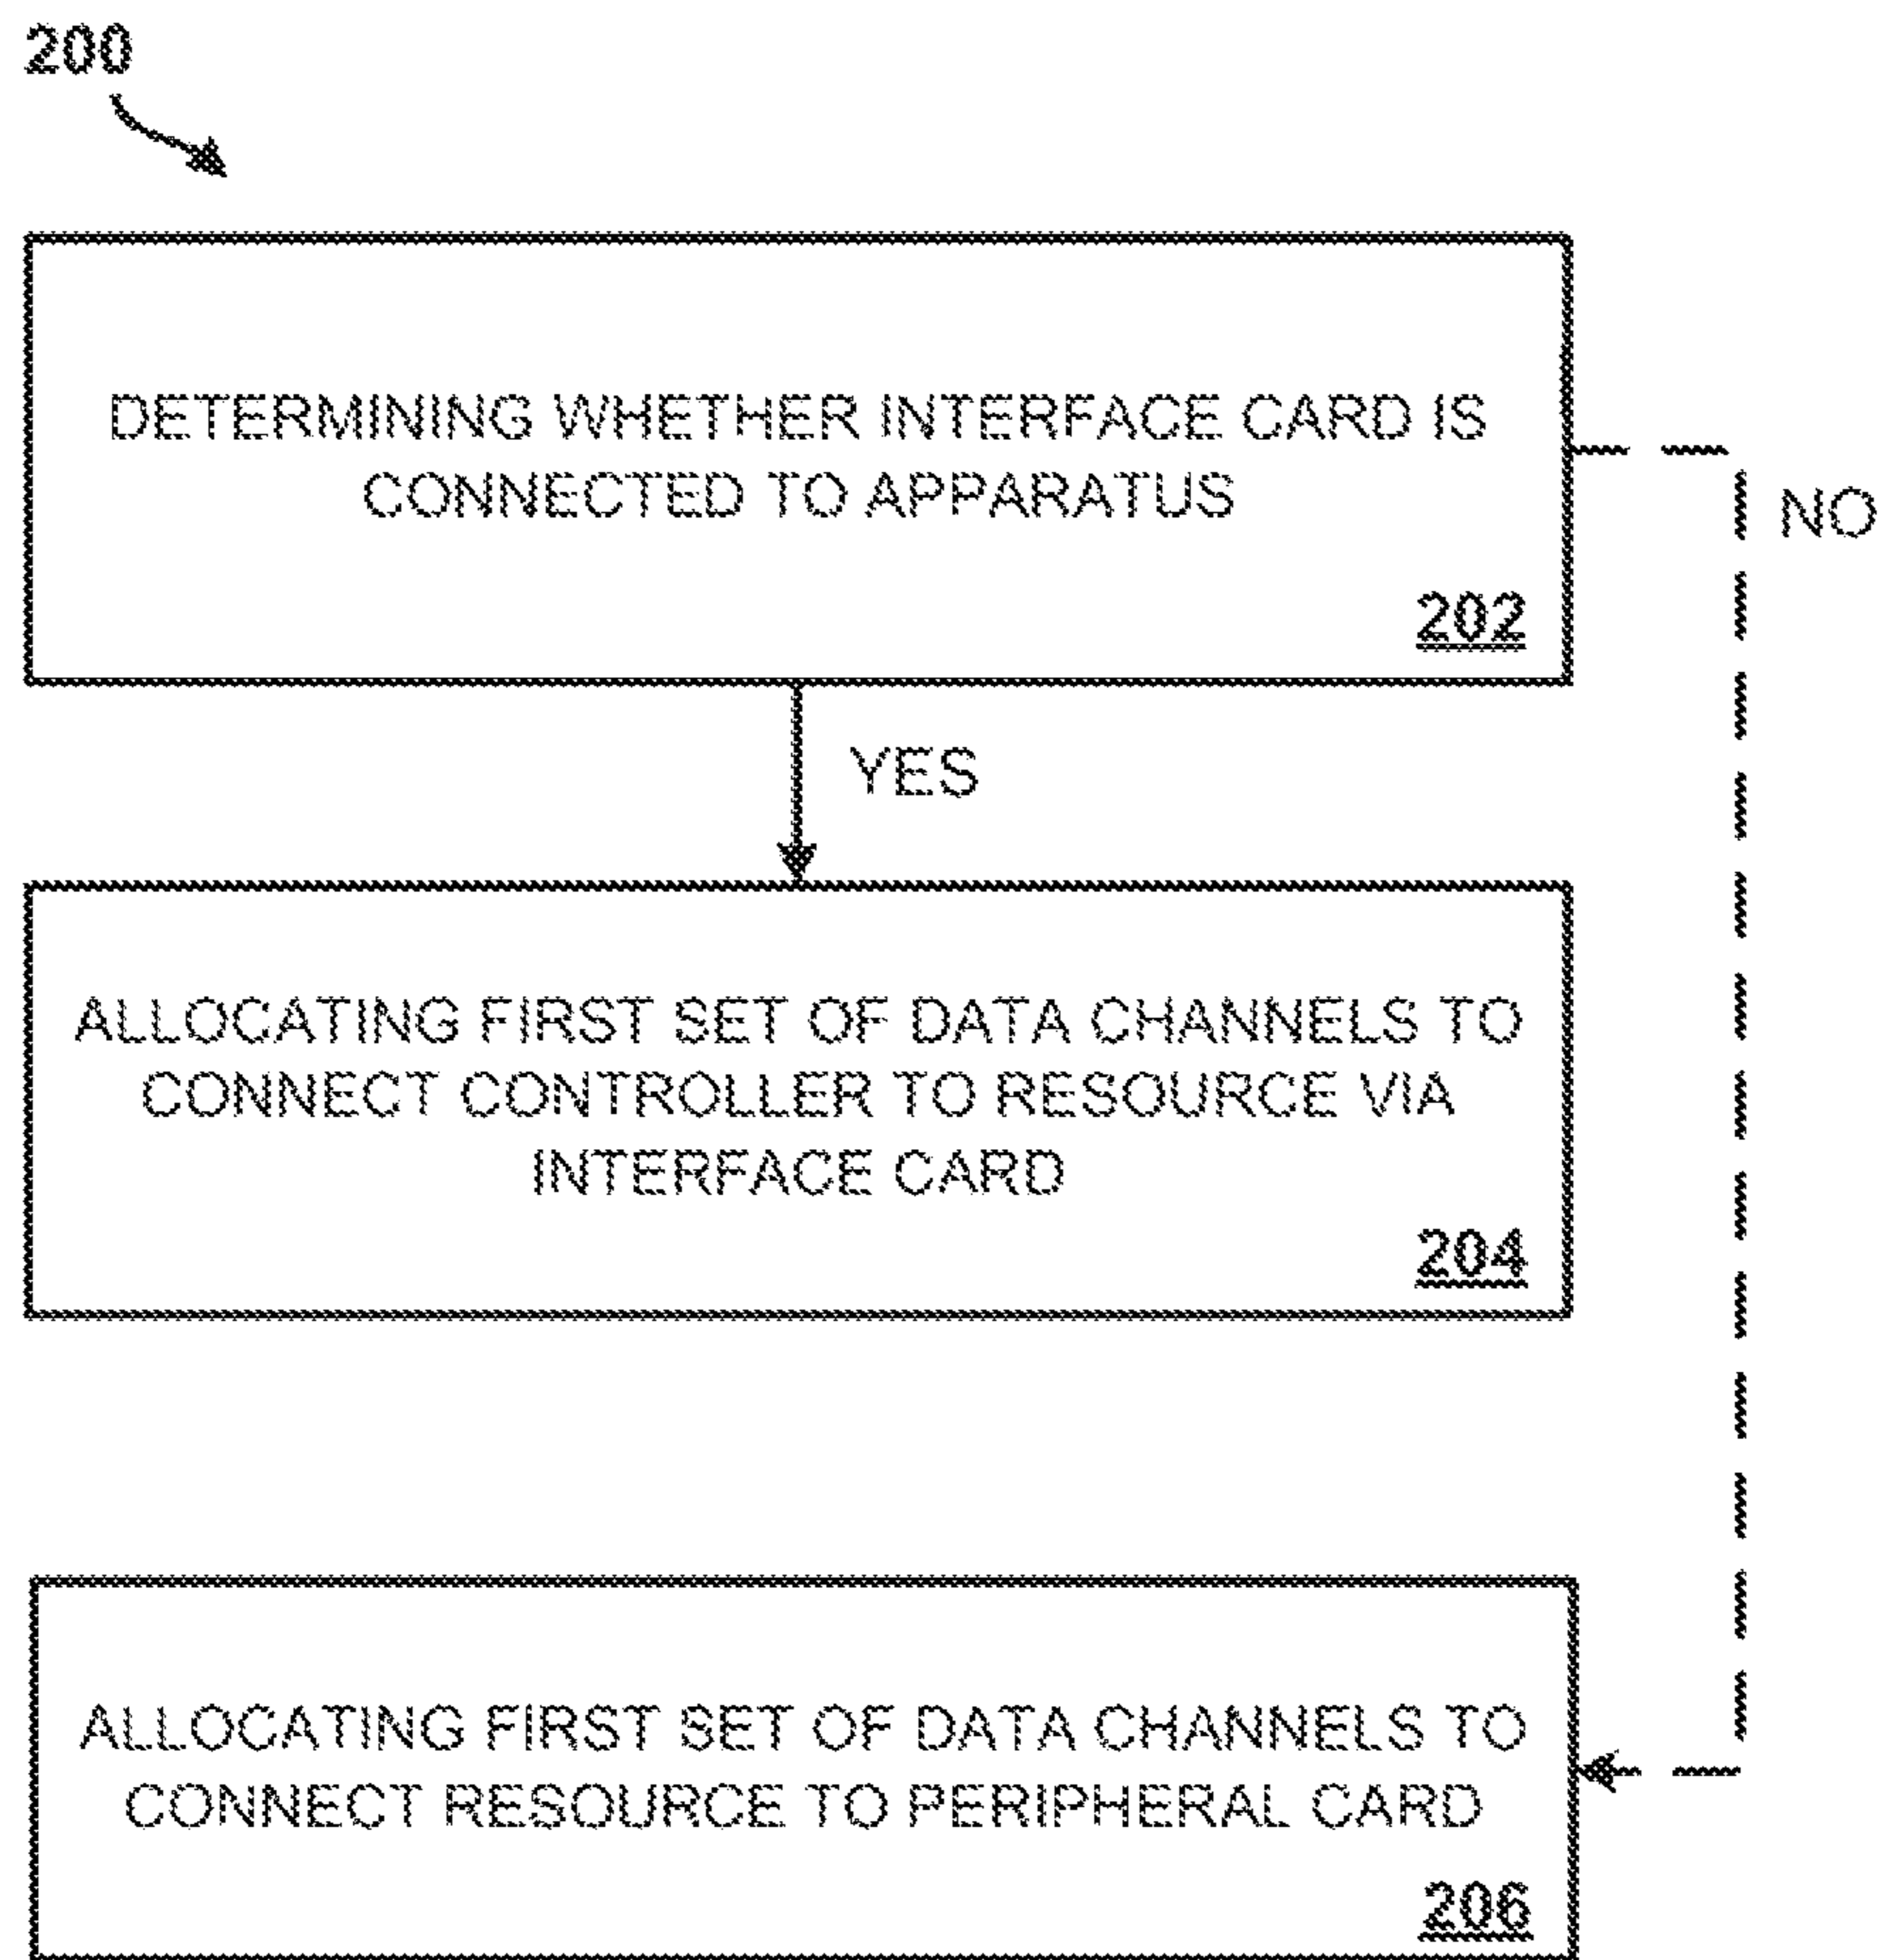 200
DETERMINING WHETHER INTERFACE CARD IS
CONNECTED TO APPARATUS
202
NO
YES
ALLOCATING FIRST SET OF DATA CHANNELS TO
CONNECT CONTROLLER TO RESOURCE VIA
INTERFACE CARD
204
ALLOCATING FIRST SET OF DATA CHANNELS TO
CONNECT RESOURCE TO PERIPHERAL CARD
206